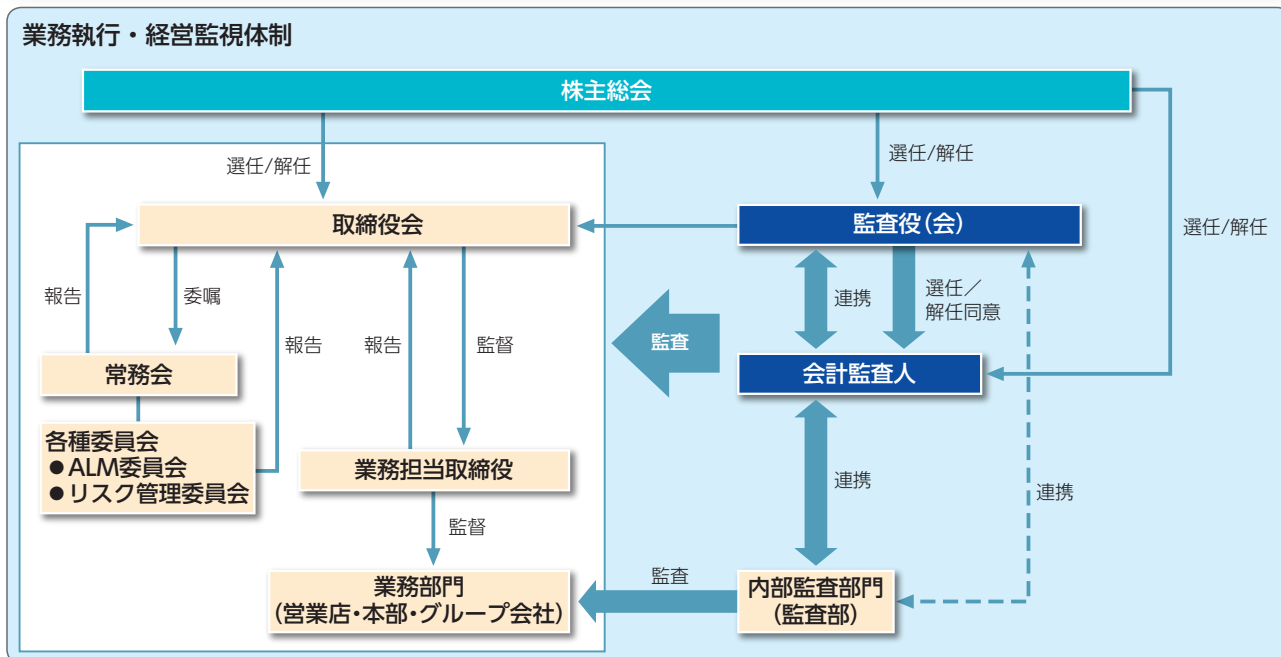 業務執行・経営監視体制
株主総会
選任/解任
選任/解任
選任/解任
取締役会
監査役(会)
報告
委嘱
報告
報告
監督
監査
連携
選任／
解任同意
常務会
会計監査人
各種委員会
●ALM委員会
●リスク管理委員会
業務担当取締役
連携
連携
監督
業務部門
(営業店・本部・グループ会社)
監査
内部監査部門
(監査部)